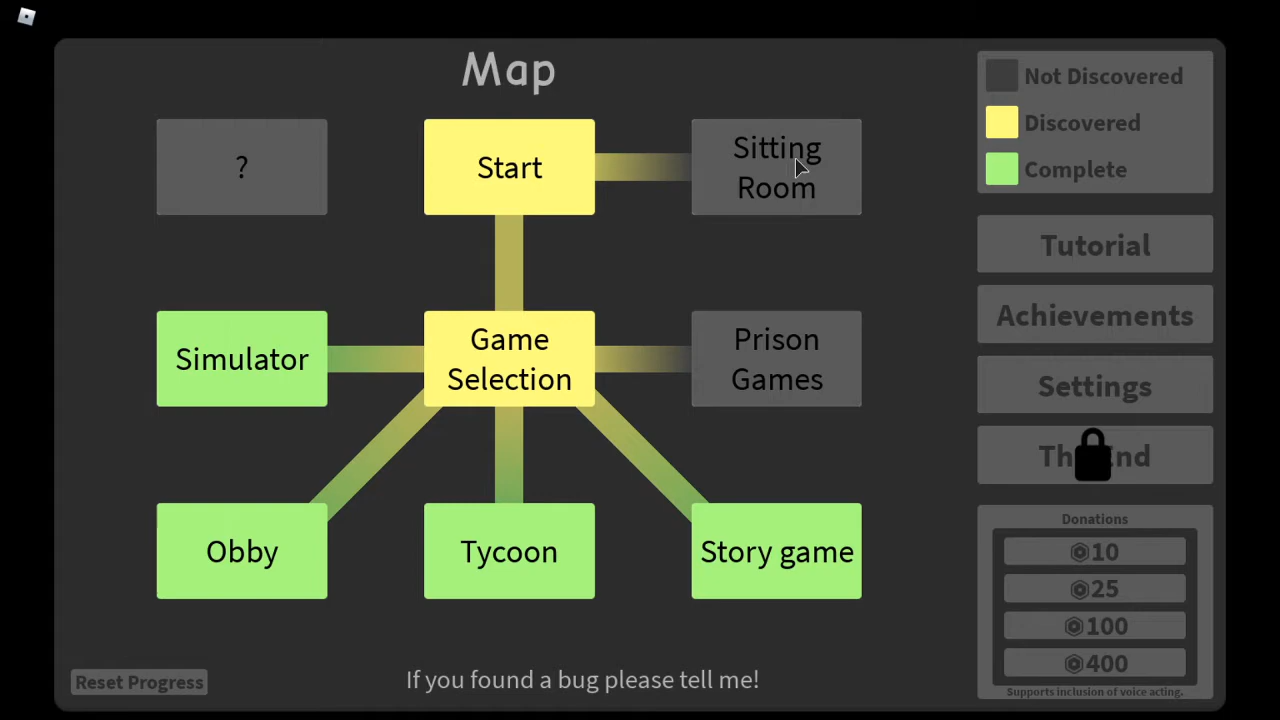 Map
?
Start
Sitting
Room
Simulator
Game
Selection
Prison
Games
Obby
Tycoon
Story game
Reset Progress
If you found a bug please tell me!
Not Discovered
Discovered
Complete
Tutorial
Achievements
Settings
The End
Donations
10
25
100
400
Supports inclusion of voice acting.